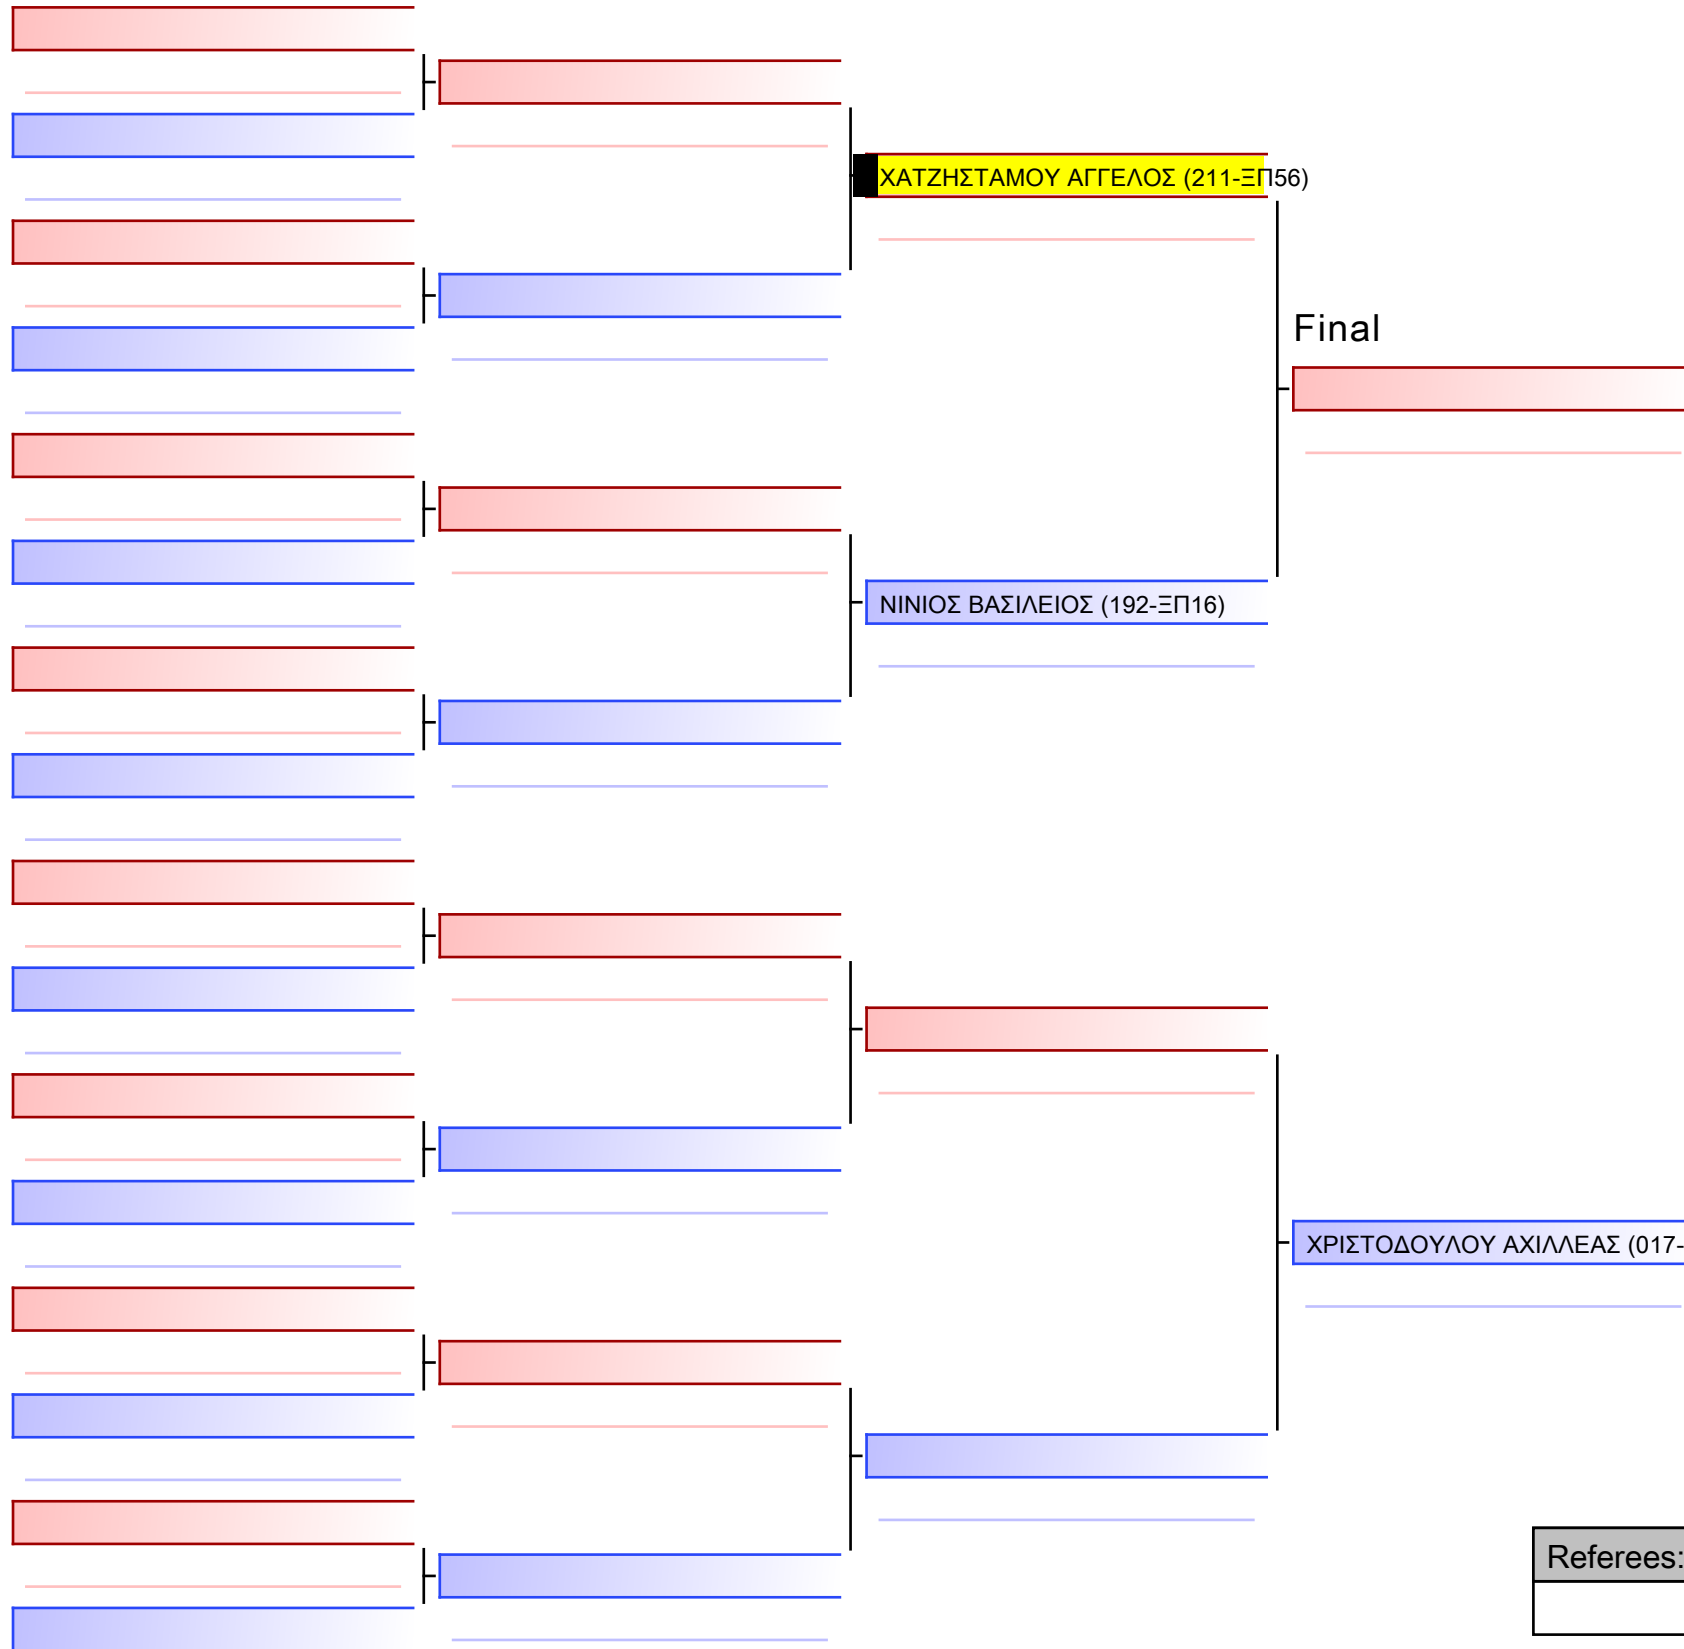 ΧΑΤΖΗΣΤΑΜΟΥ ΑΓΓΕΛΟΣ (211-ΞΠ56)
Final
ΝΙΝΙΟΣ ΒΑΣΙΛΕΙΟΣ (192-ΞΠ16)
ΧΡΙΣΤΟΔΟΥΛΟΥ ΑΧΙΛΛΕΑΣ (017-
Referees: